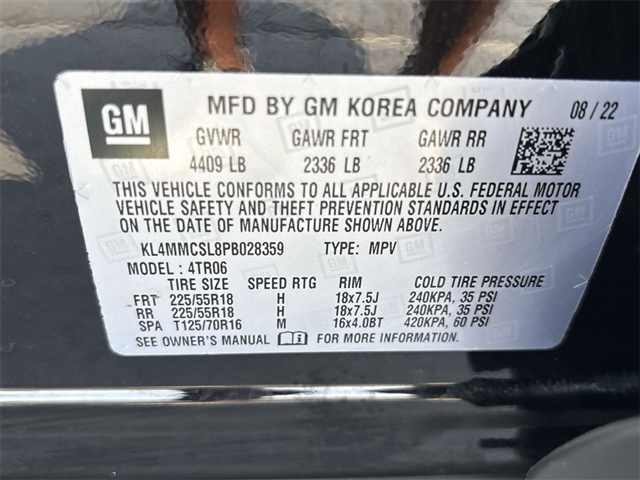 GM MFD BY GM KOREA COMPANY 08/22
GVWR GAWR FRT GAWR RR
4409 LB 2336 LB 2336 LB
THIS VEHICLE CONFORMS TO ALL APPLICABLE U.S. FEDERAL MOTOR
VEHICLE SAFETY AND THEFT PREVENTION STANDARDS IN EFFECT
ON THE DATE OF MANUFACTURE SHOWN ABOVE.
KL4MMCSL8PB028359 TYPE: MPV
MODEL : 4TR06
TIRE SIZE SPEED RTG RIM COLD TIRE PRESSURE
FRT 225/55R18 H 18x7.5J 240KPA, 35 PSI
RR 225/55R18 H 18x7.5J 240KPA, 35 PSI
SPA T125/70R16 M 16x4.0BT 420KPA, 60 PSI
SEE OWNER'S MANUAL FOR MORE INFORMATION.